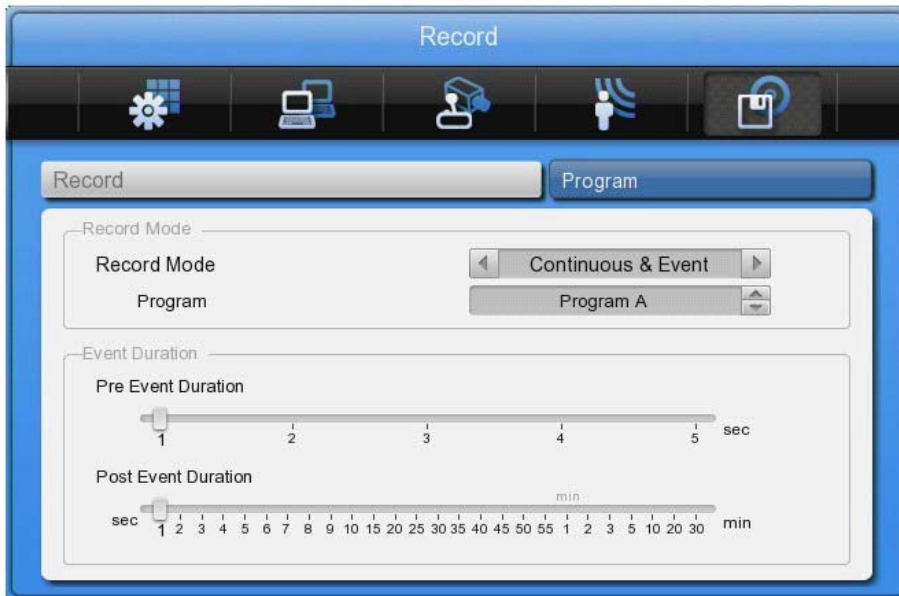 Record
Record Program
Record Mode
Record Mode Continuous & Event
Program Program A
Event Duration
Pre Event Duration
1 2 3 4 5 sec
Post Event Duration
min
sec 1 2 3 4 5 6 7 8 9 10 15 20 25 30 35 40 45 50 55 1 2 3 5 10 20 30 min